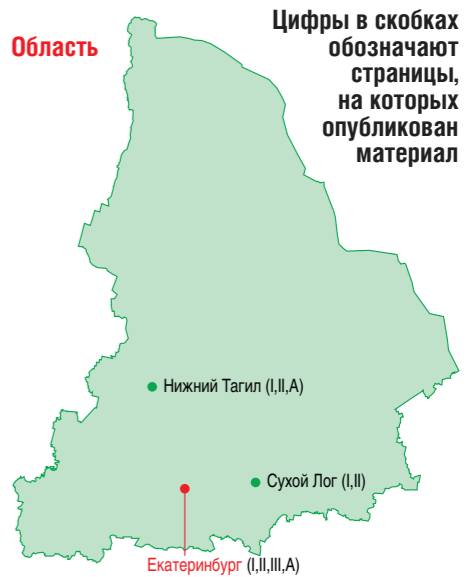 Область
Цифры в скобках
обозначают
страницы,
на которых
опубликован
материал
Нижний Тагил (I,II,А)
Сухой Лог (I,II)
Екатеринбург (I,II,III,А)